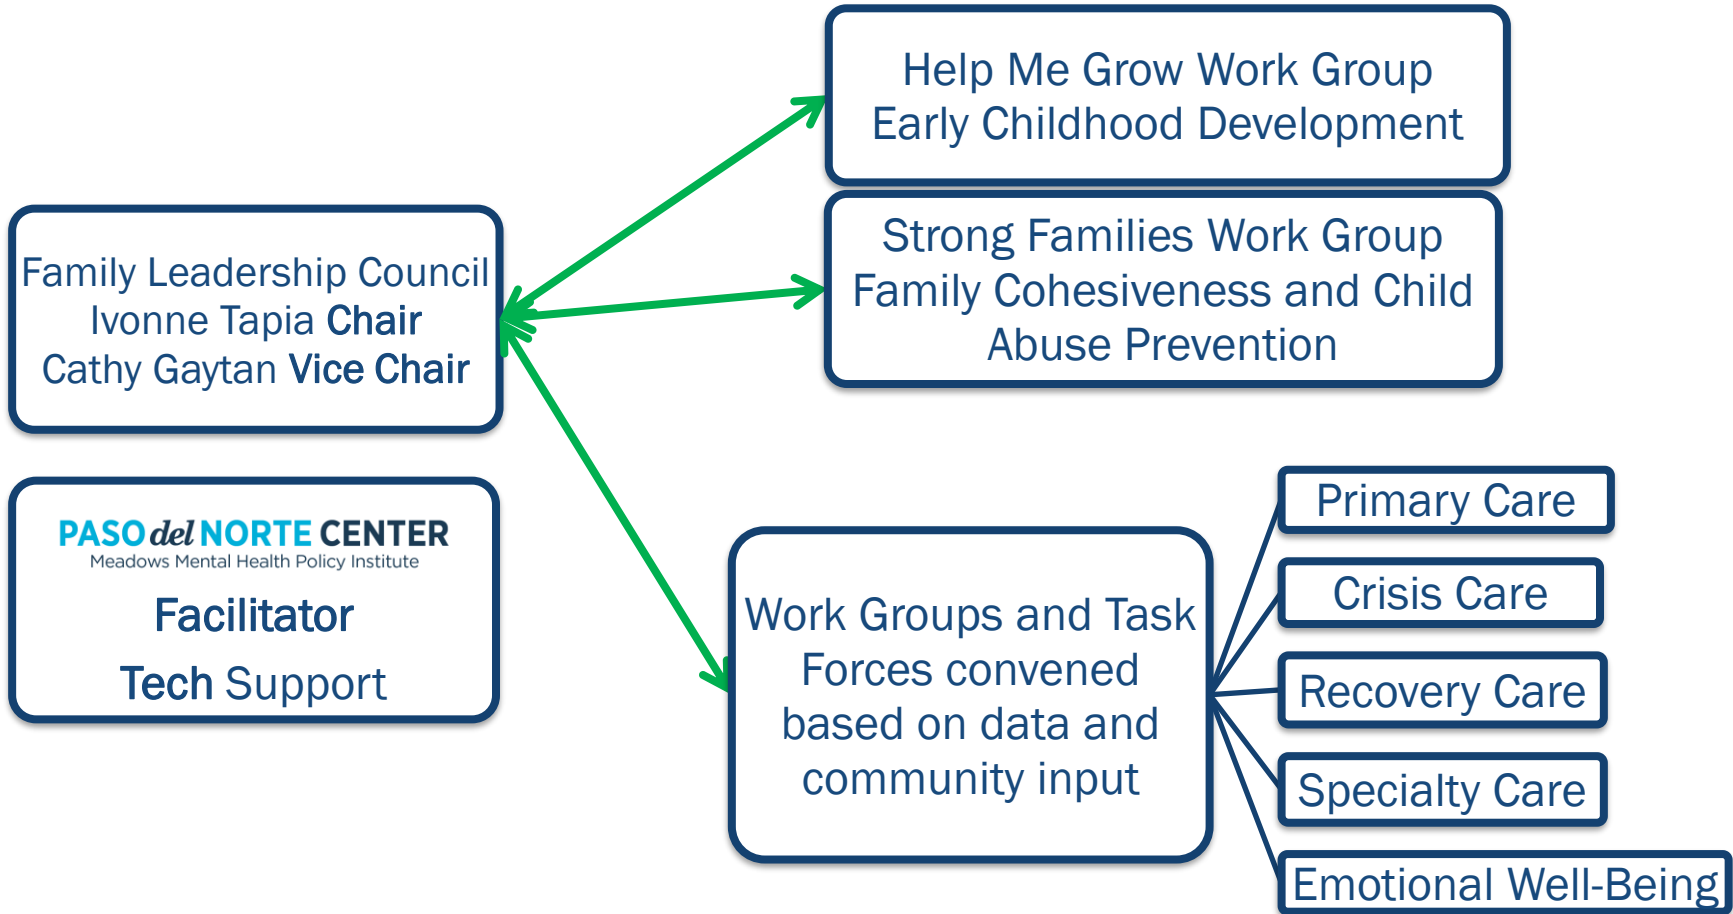 Help Me Grow Work Group
Early Childhood Development
Strong Families Work Group
Family Cohesiveness and Child
Abuse Prevention
Family Leadership Council
Ivonne Tapia Chair
Cathy Gaytan Vice Chair
PASO del NORTE CENTER
Meadows Mental Health Policy Institute
Facilitator
Tech Support
Work Groups and Task
Forces convened
based on data and
community input
Primary Care
Crisis Care
Recovery Care
Specialty Care
Emotional Well-Being